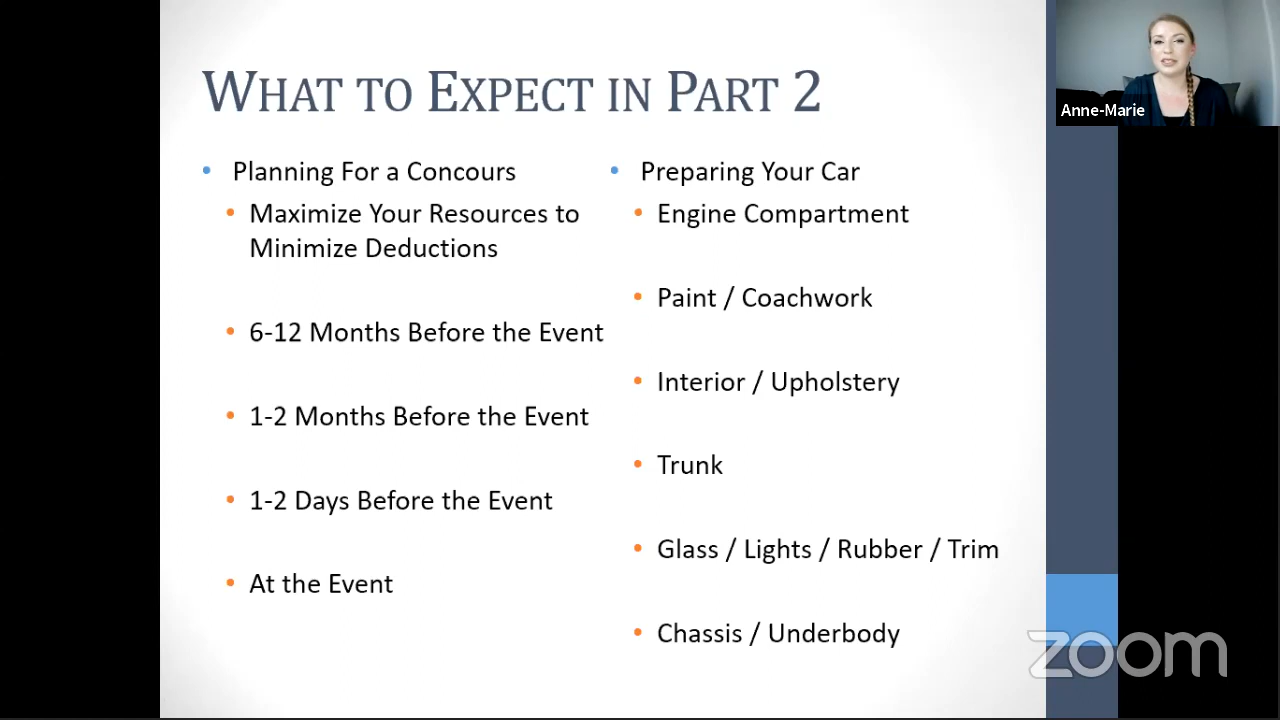 WHAT TO EXPECT IN PART 2
Planning For a Concours
Maximize Your Resources to
Minimize Deductions
6-12 Months Before the Event
1-2 Months Before the Event
1-2 Days Before the Event
At the Event
Preparing Your Car
Engine Compartment
Paint / Coachwork
Interior / Upholstery
Trunk
Glass / Lights / Rubber / Trim
Chassis / Underbody
Anne-Marie
zoom